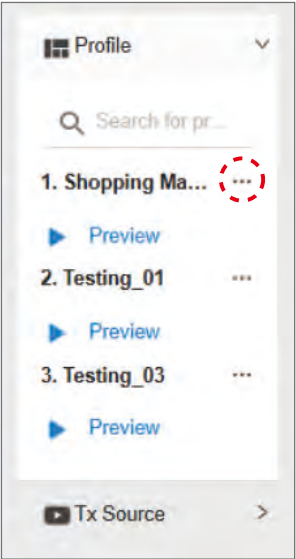 Profile
Search for pr...
1. Shopping Ma... ...
Preview
2. Testing_01 ...
Preview
3. Testing_03 ...
Preview
Tx Source